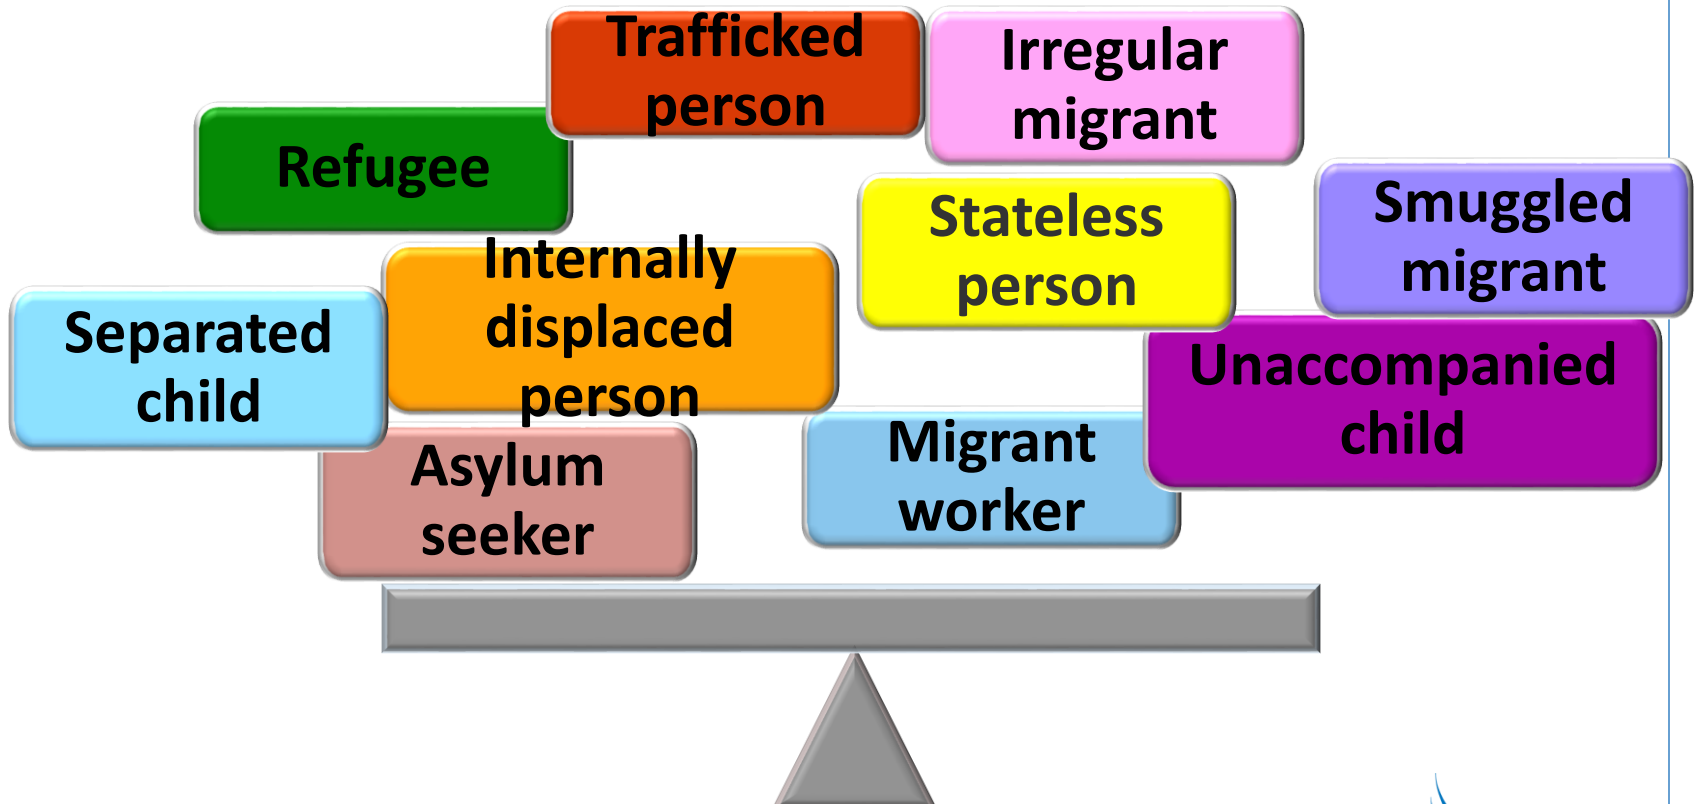 Trafficked
person
Irregular
migrant
Refugee
Stateless
person
Smuggled
migrant
Internally
displaced
person
Separated
child
Unaccompanied
child
Asylum
seeker
Migrant
worker